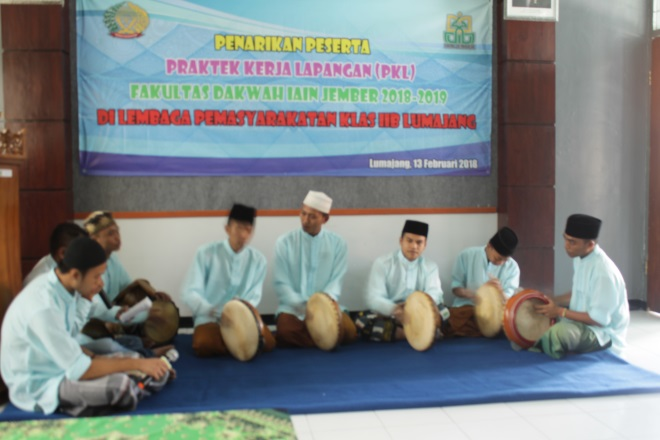 PENARIKAN PESERTA
PRAKTEK KERJA LAPANGAN (PKL)
FAKULTAS DAKWAH IAIN JEMBER 2018-2019
DI LEMBAGA PEMASYARAKATAN KLAS IIB LUMAJANG
Lumajang, 13 Februari 2018